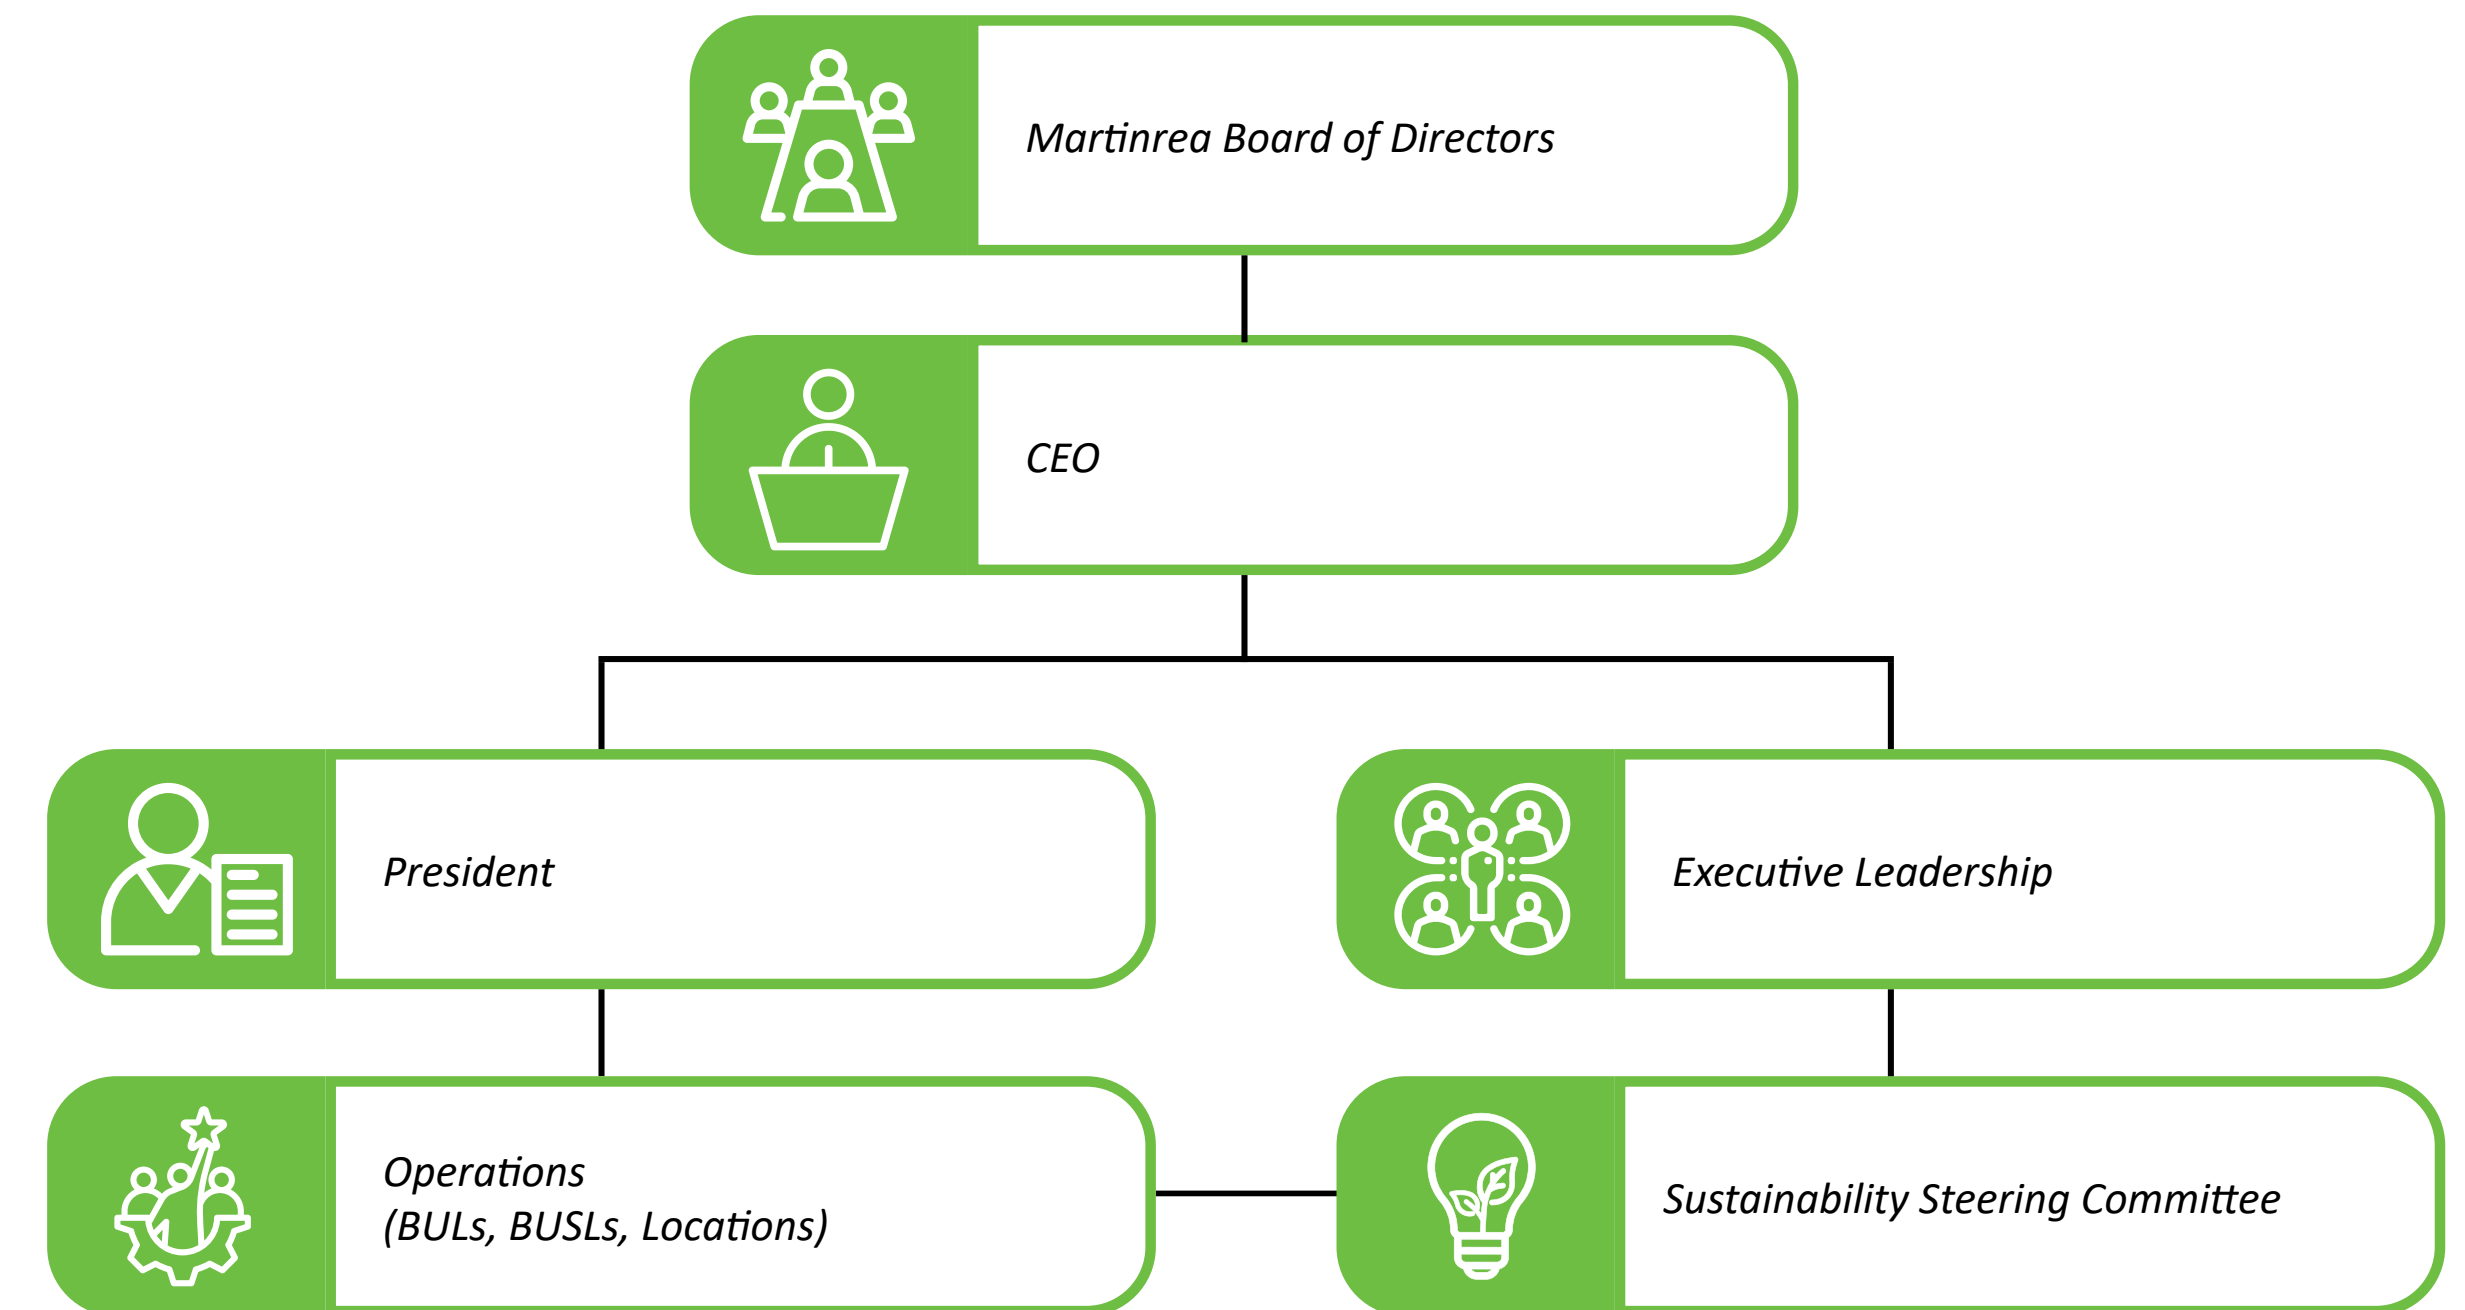 Martinrea Board of Directors
CEO
President
Executive Leadership
Operations
(BULs, BUSLs, Locations)
Sustainability Steering Committee